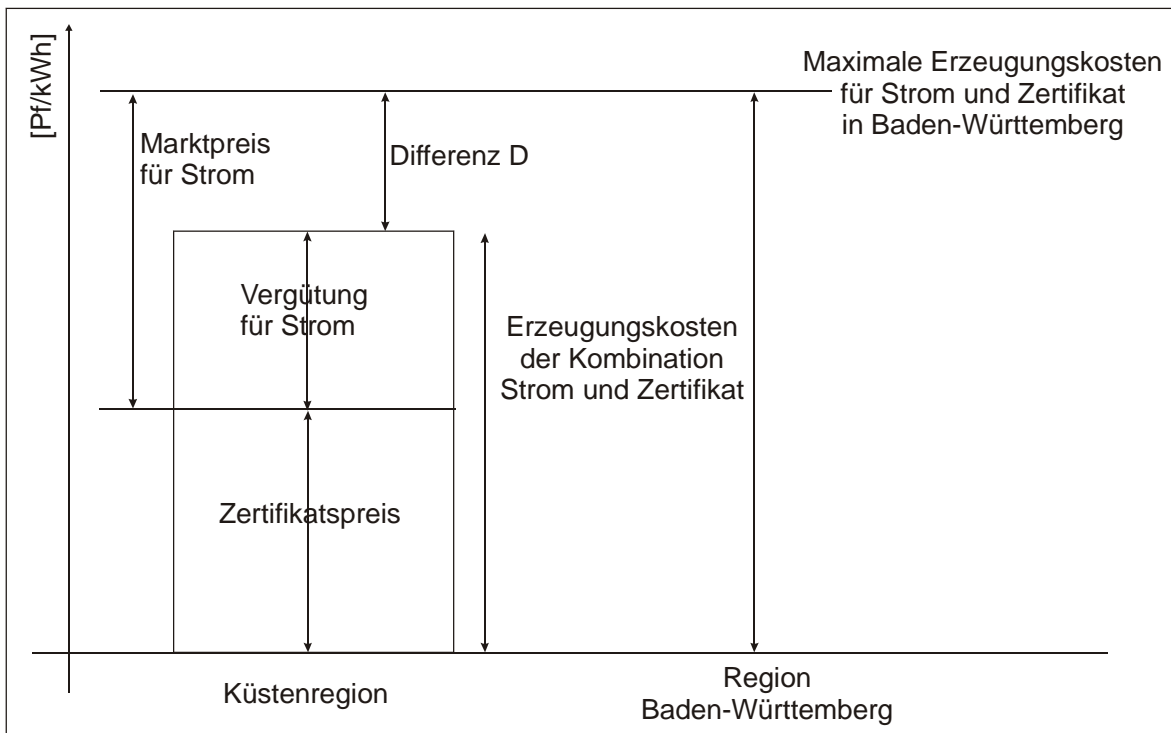 [Pf/kWh]
Maximale Erzeugungskosten
für Strom und Zertifikat
in Baden-Württemberg
Marktpreis
für Strom
Differenz D
Vergütung
für Strom
Erzeugungskosten
der Kombination
Strom und Zertifikat
Zertifikatspreis
Küstenregion
Region
Baden-Württemberg